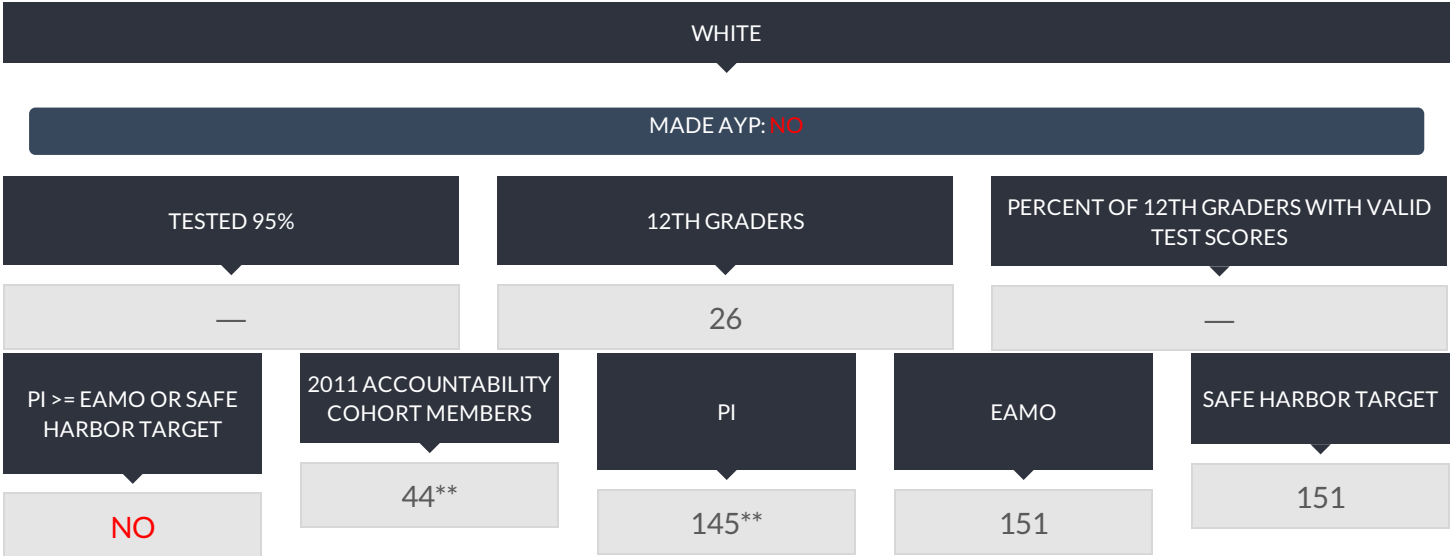 WHITE
MADE AYP: NO
TESTED 95%
12TH GRADERS
PERCENT OF 12TH GRADERS WITH VALID
TEST SCORES
—
26
—
PI >= EAMO OR SAFE
HARBOR TARGET
2011 ACCOUNTABILITY
COHORT MEMBERS
PI
EAMO
SAFE HARBOR TARGET
NO
44**
145**
151
151